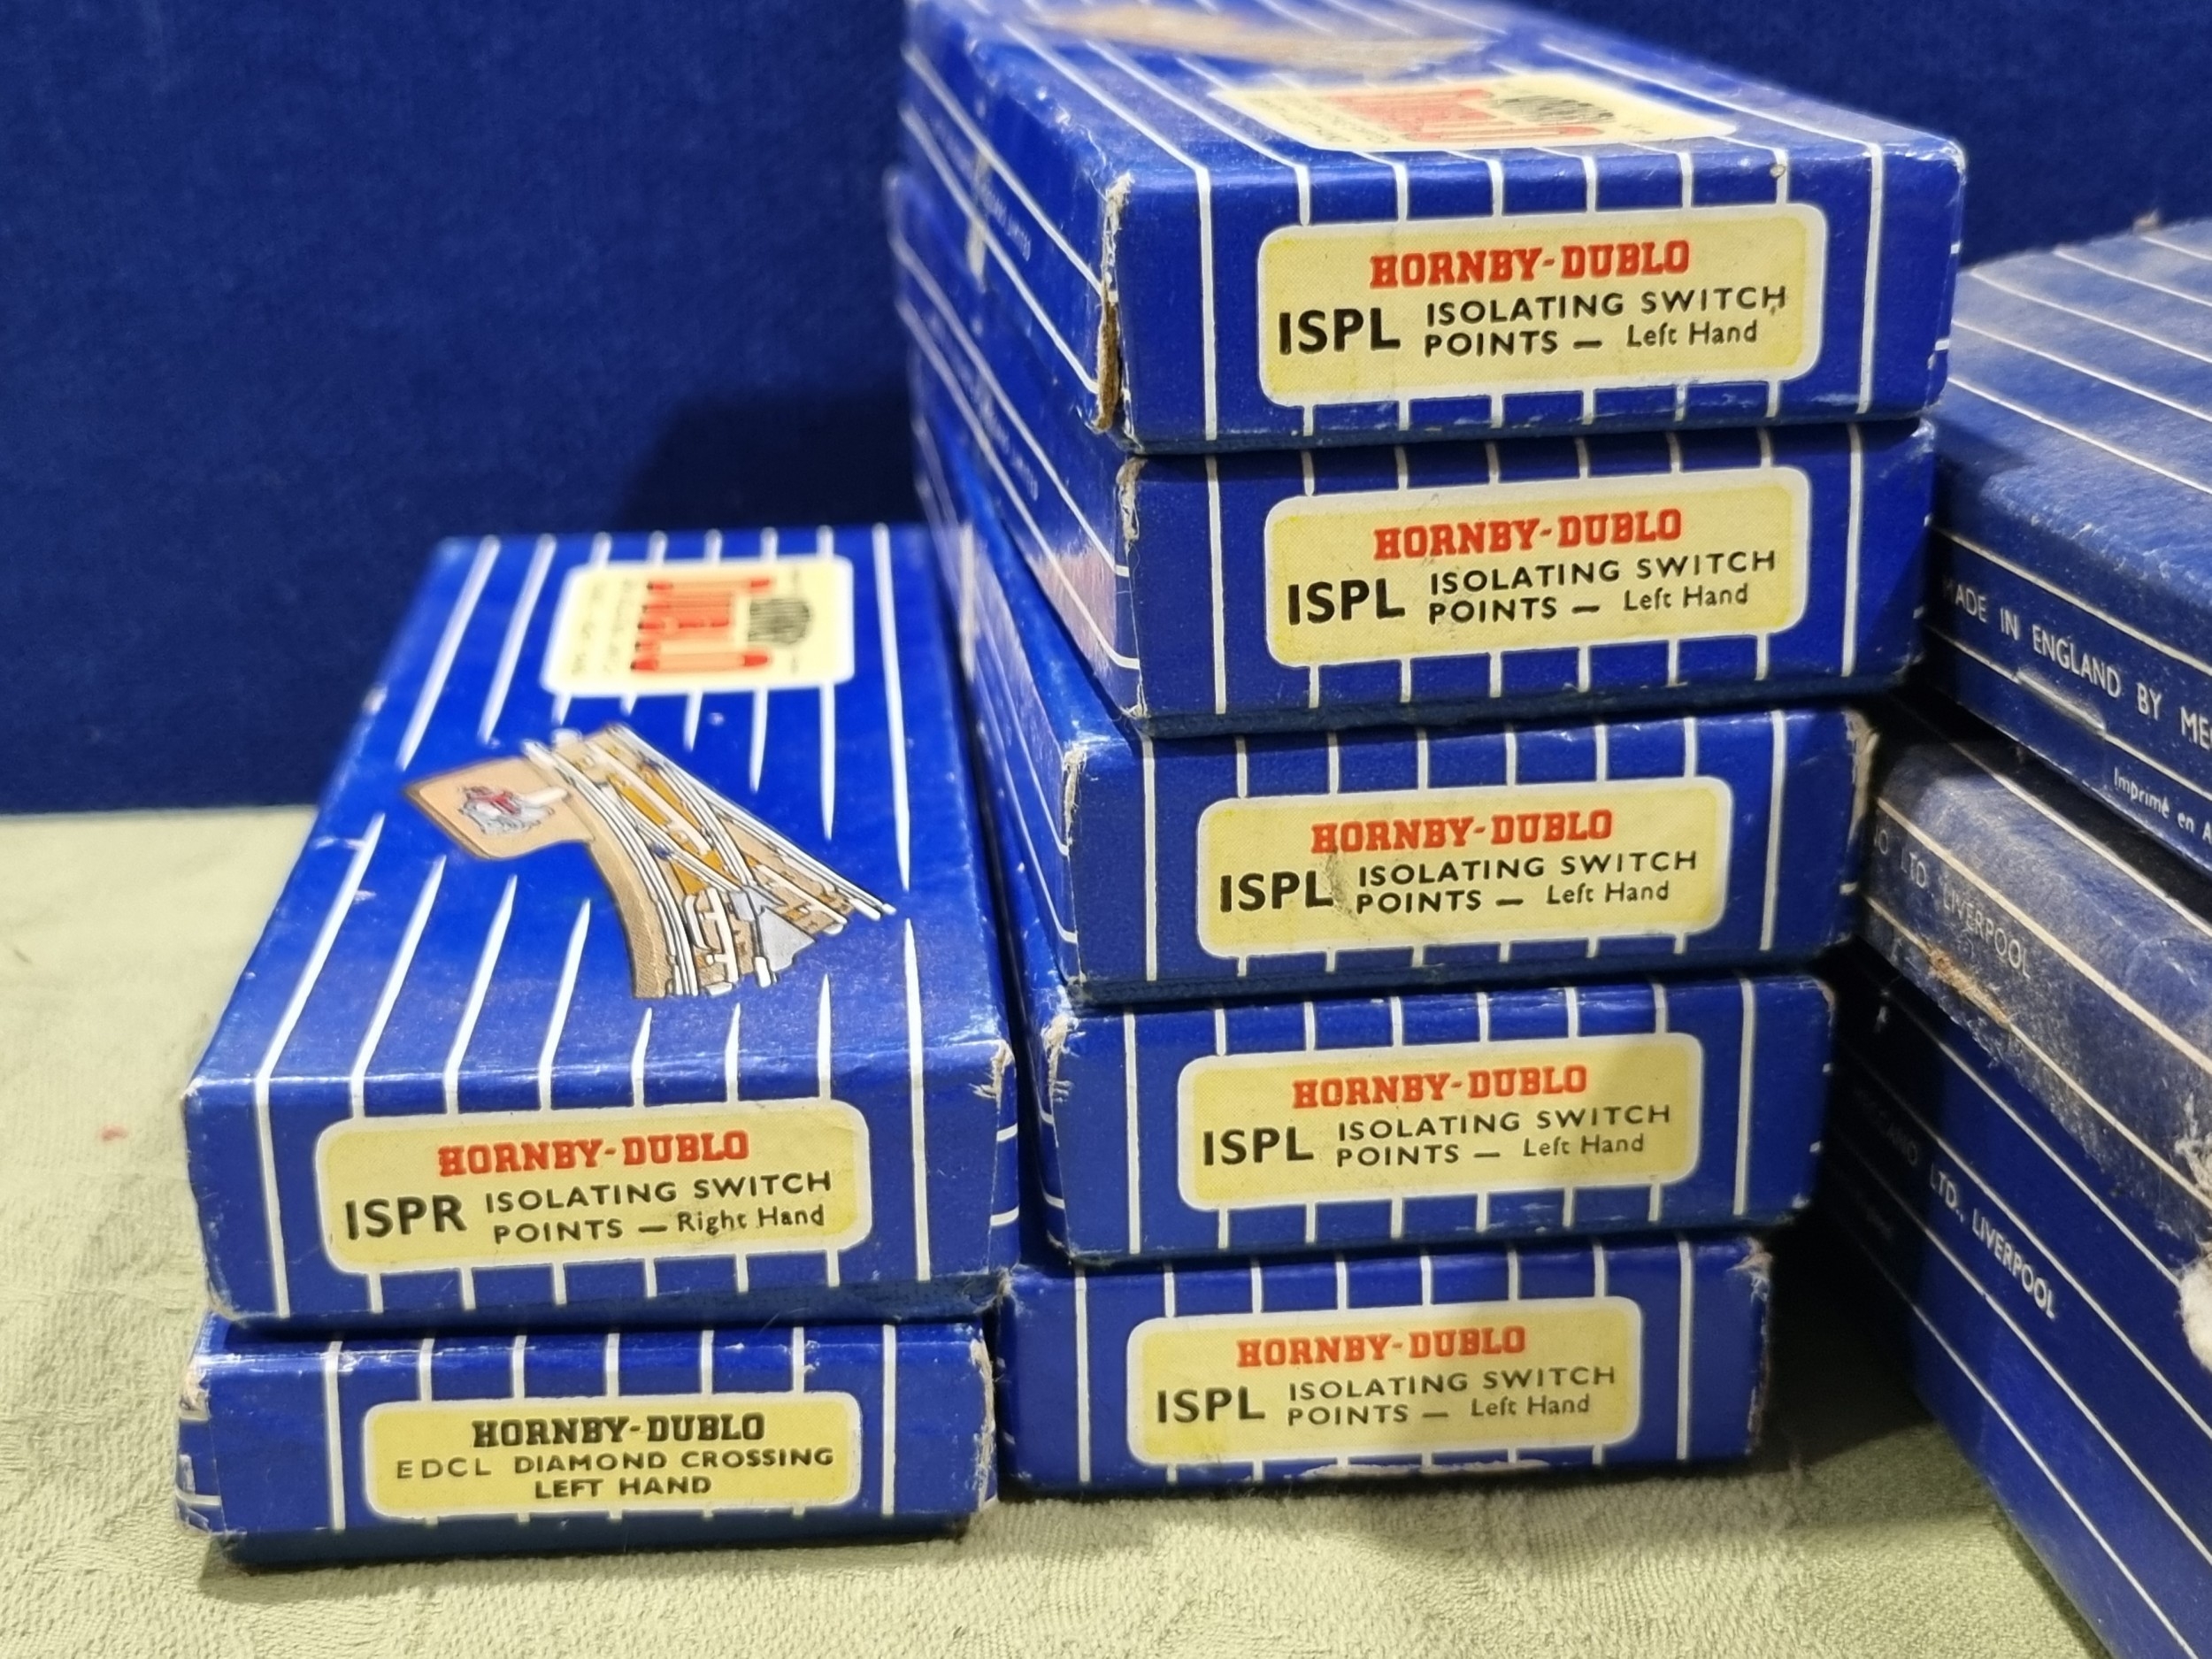 HORNBY-DUBLO
ISPL ISOLATING SWITCH
POINTS — Left Hand
HORNBY-DUBLO
ISPL ISOLATING SWITCH
POINTS — Left Hand
HORNBY-DUBLO
ISPL ISOLATING SWITCH
POINTS — Left Hand
HORNBY-DUBLO
ISPL ISOLATING SWITCH
POINTS — Left Hand
HORNBY-DUBLO
ISPL ISOLATING SWITCH
POINTS — Left Hand
HORNBY-DUBLO
ISPR ISOLATING SWITCH
POINTS — Right Hand
HORNBY-DUBLO
EDCL DIAMOND CROSSING
LEFT HAND
MADE IN ENGLAND BY
Imprimé en
LTD. LIVERPOOL
LTD., LIVERPOOL